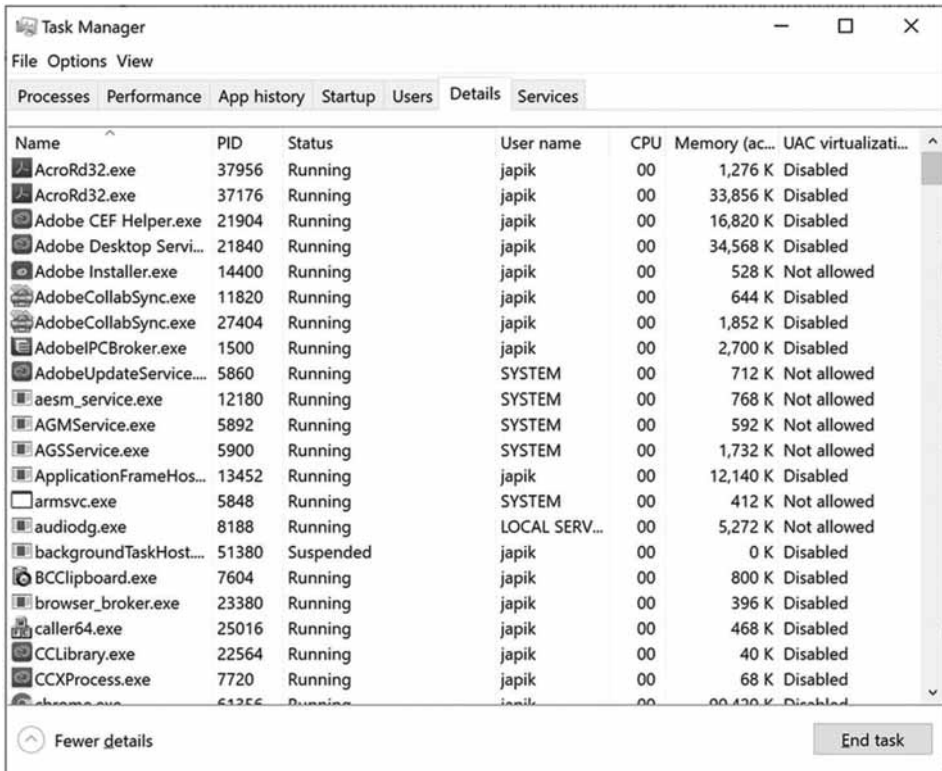 Task Manager
File Options View
Processes Performance App history Startup Users Details Services
Name PID Status User name CPU Memory (ac... UAC virtualizati...
AcroRd32.exe 37956 Running japik 00 1,276 K Disabled
AcroRd32.exe 37176 Running japik 00 33,856 K Disabled
Adobe CEF Helper.exe 21904 Running japik 00 16,820 K Disabled
Adobe Desktop Servi... 21840 Running japik 00 34,568 K Disabled
Adobe Installer.exe 14400 Running japik 00 528 K Not allowed
AdobeCollabSync.exe 11820 Running japik 00 644 K Disabled
AdobeCollabSync.exe 27404 Running japik 00 1,852 K Disabled
AdobeIPCBroker.exe 1500 Running japik 00 2,700 K Disabled
AdobeUpdateService.... 5860 Running SYSTEM 00 712 K Not allowed
aesm_service.exe 12180 Running SYSTEM 00 768 K Not allowed
AGMService.exe 5892 Running SYSTEM 00 592 K Not allowed
AGSService.exe 5900 Running SYSTEM 00 1,732 K Not allowed
ApplicationFrameHos... 13452 Running japik 00 12,140 K Disabled
armsvc.exe 5848 Running SYSTEM 00 412 K Not allowed
audiodg.exe 8188 Running LOCAL SERV... 00 5,272 K Not allowed
backgroundTaskHost.... 51380 Suspended japik 00 0 K Disabled
BCClipboard.exe 7604 Running japik 00 800 K Disabled
browser_broker.exe 23380 Running japik 00 396 K Disabled
caller64.exe 25016 Running japik 00 468 K Disabled
CCLibrary.exe 22564 Running japik 00 40 K Disabled
CCXProcess.exe 7720 Running japik 00 68 K Disabled
chrome.exe Running japik 00 K Disabled
Fewer details End task